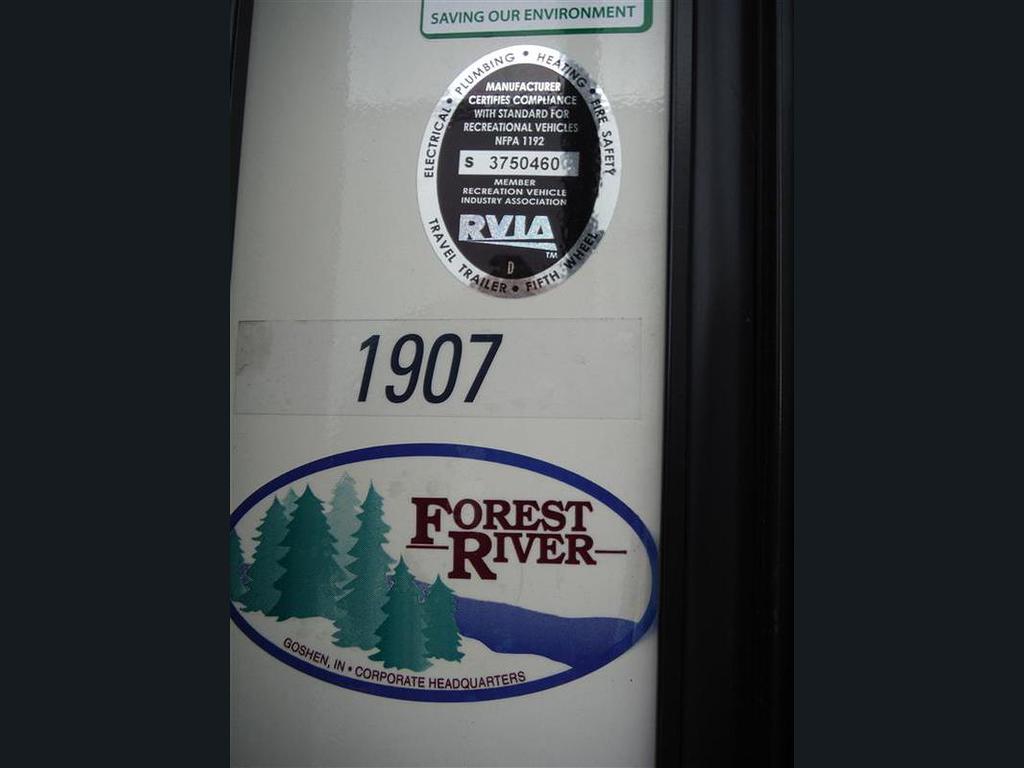 SAVING OUR ENVIRONMENT
ELECTRICAL • PLUMBING • HEATING • FIRE SAFETY
MANUFACTURER
CERTIFIES COMPLIANCE
WITH STANDARD FOR
RECREATIONAL VEHICLES
NFPA 1192
S 3750460
MEMBER
RECREATION VEHICLE
INDUSTRY ASSOCIATION
RVIA
TM
D
TRAVEL TRAILER • FIFTH WHEEL
1907
FOREST
RIVER
GOSHEN, IN • CORPORATE HEADQUARTERS